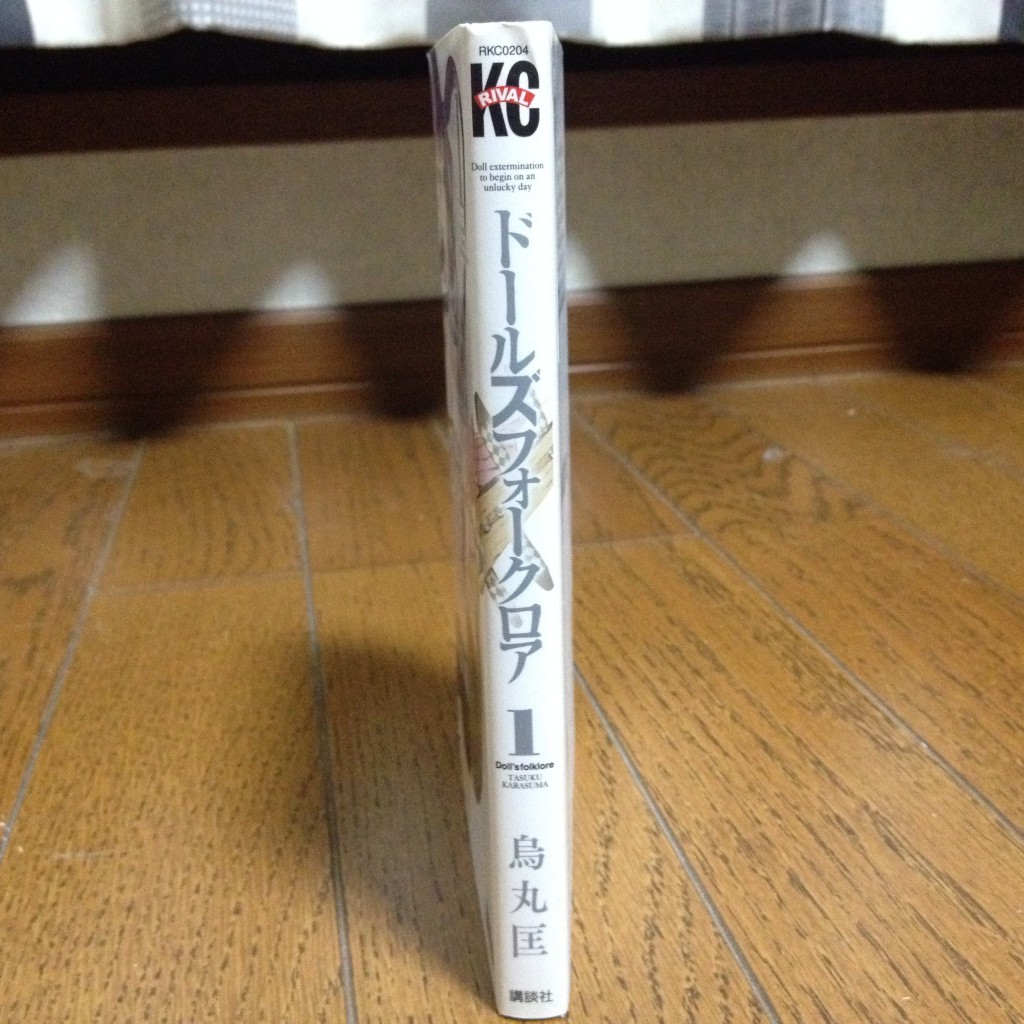 RKC0204
KC
RIVAL
Doll extermination
to begin on an
unlucky day
ドールズフォークロア
1
Doll'sfolklore
TASUKU
KARASUMA
烏丸匡
講談社